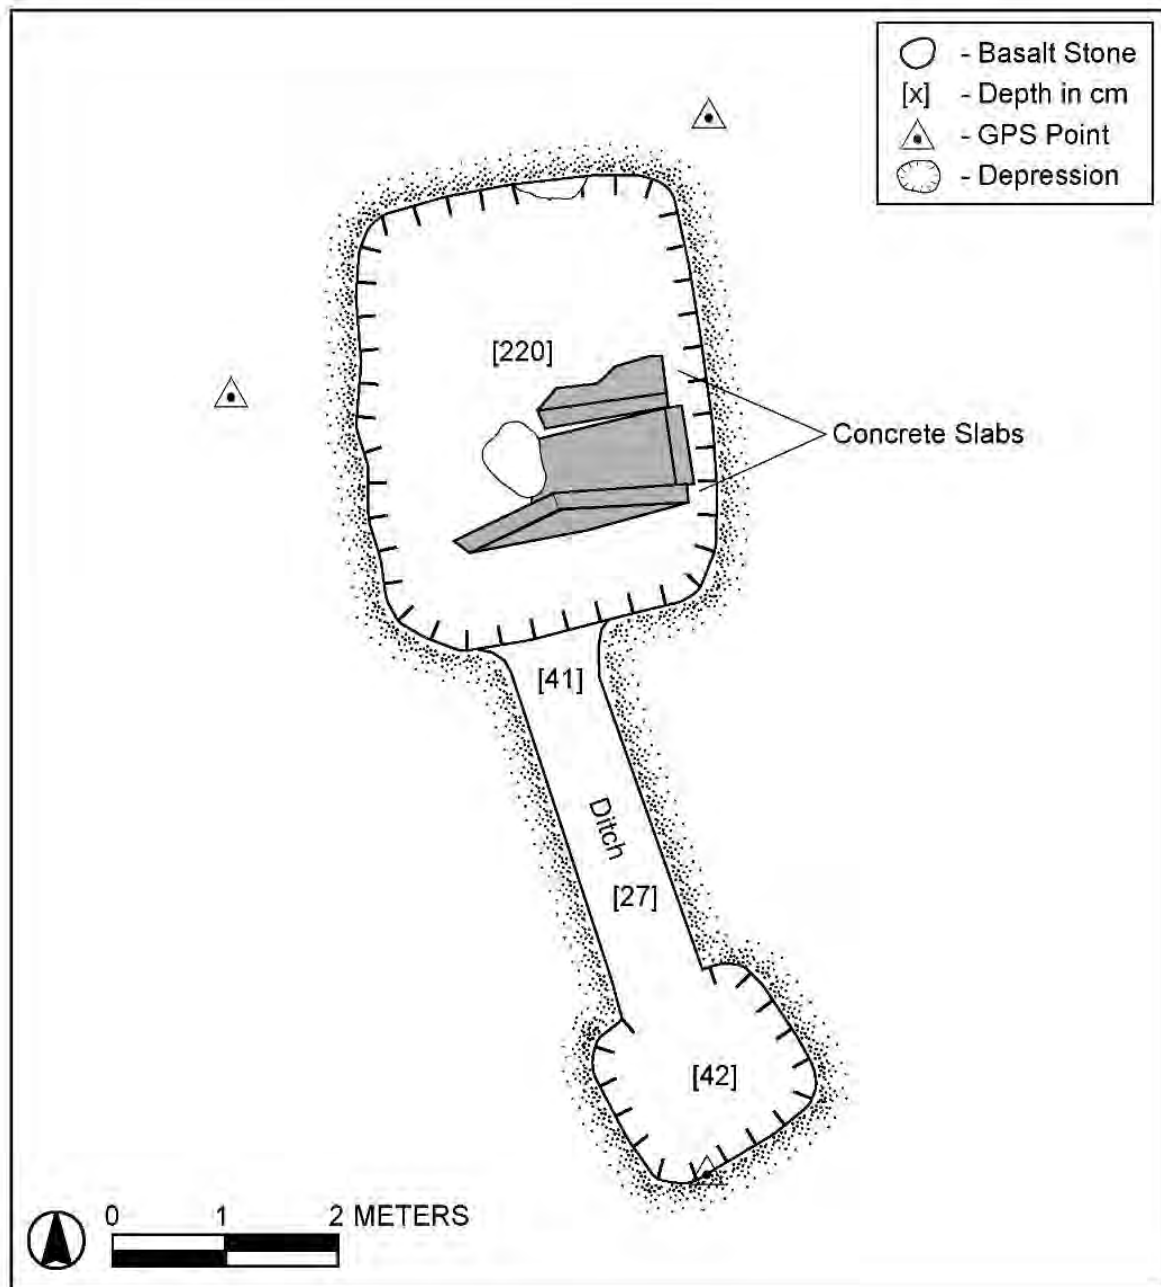 - Basalt Stone
[x] - Depth in cm
- GPS Point
- Depression
[220]
Concrete Slabs
[41]
Ditch
[27]
[42]
0 1 2 METERS